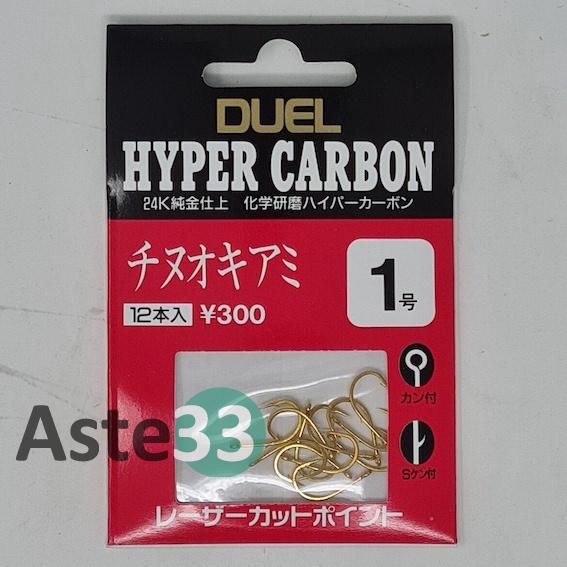 DUEL
HYPER CARBON
24K純金仕上 化学研磨ハイパーカーボン
チヌオキアミ
1号
12本入 ¥300
カン付
Sケン付
Aste33
レーザーカットポイント